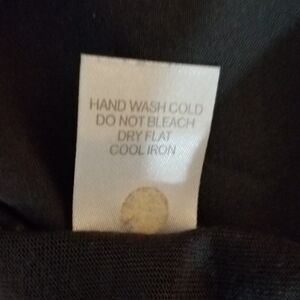 HAND WASH COLD
DO NOT BLEACH
DRY FLAT
COOL IRON